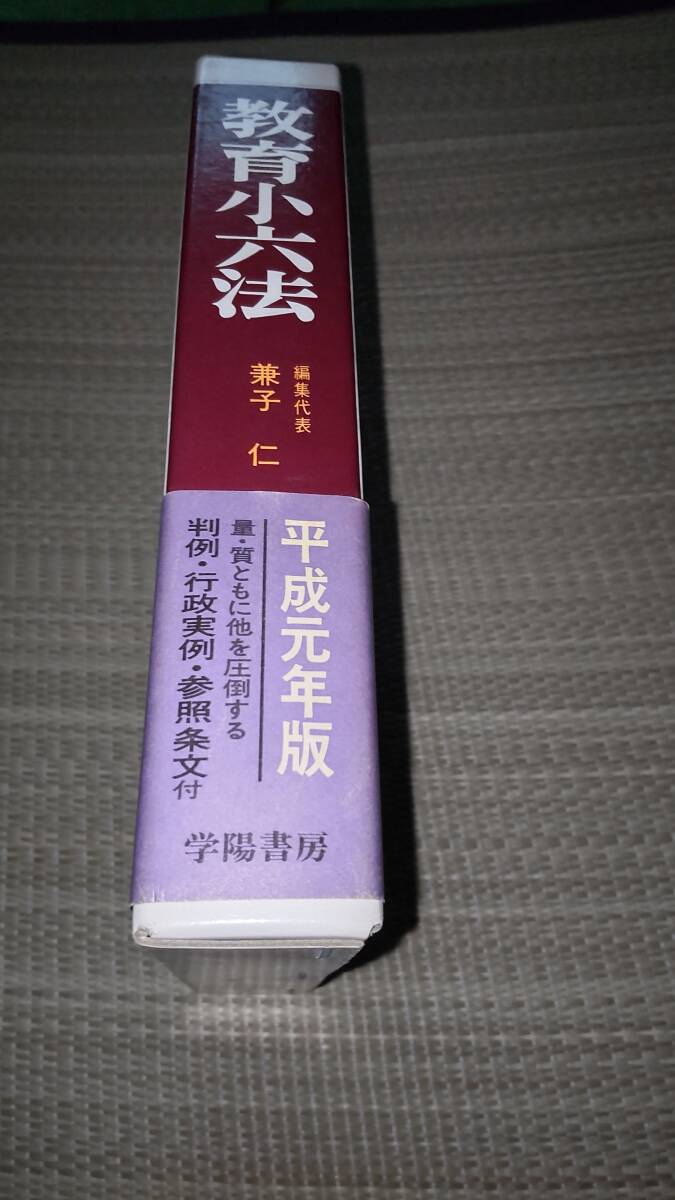 教育小六法
編集代表
兼子 仁
平成元年版
量・質ともに他を圧倒する
判例・行政実例・参照条文付
学陽書房